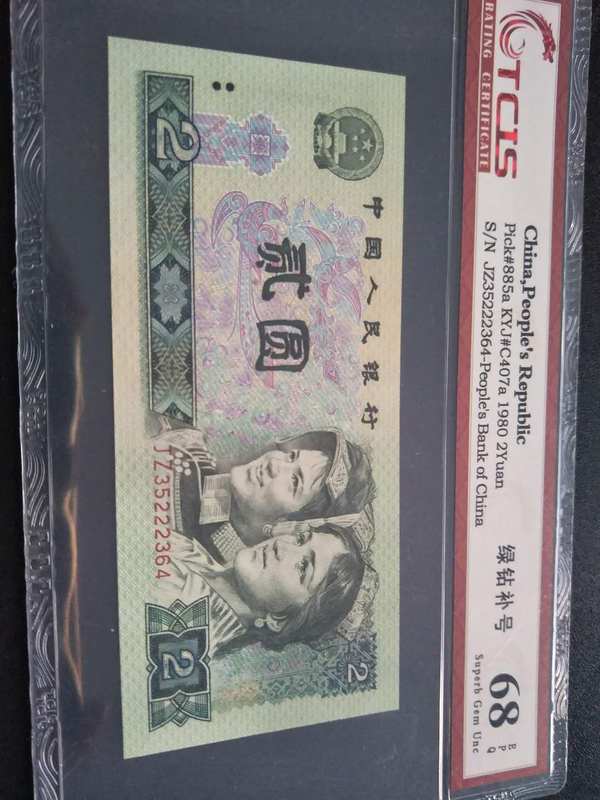 TCIS
RATING CERTIFICATE
China,People's Republic
Pick#885a KYJ#C407a 1980 2Yuan
S/N JZ35222364-People's Bank of China
绿钻补号
68
EPQ
Superb Gem Unc
中国人民银行
贰圆
2
JZ35222364
2
2